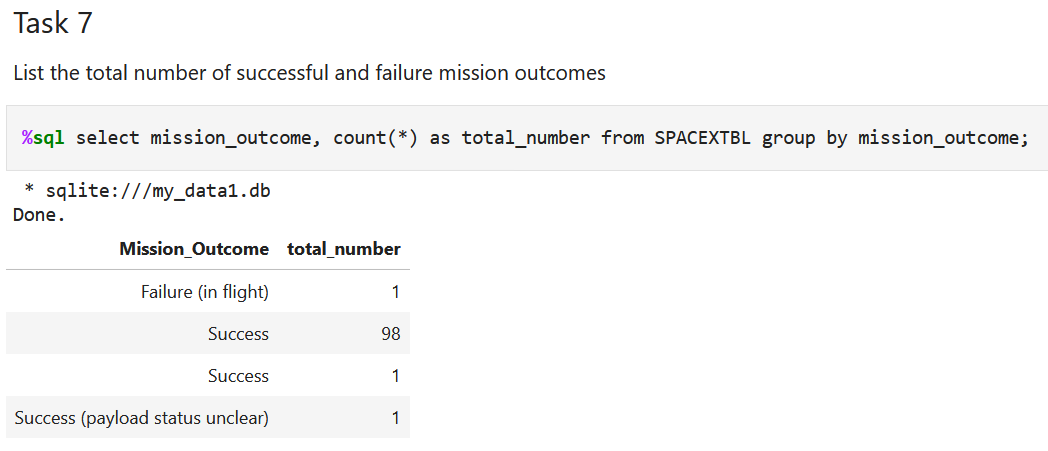 Task 7
List the total number of successful and failure mission outcomes
%sql select mission_outcome, count(*) as total_number from SPACEXTBL group by mission_outcome;
* sqlite:///my_data1.db
Done.
Mission_Outcome total_number
Failure (in flight) 1
Success 98
Success 1
Success (payload status unclear) 1